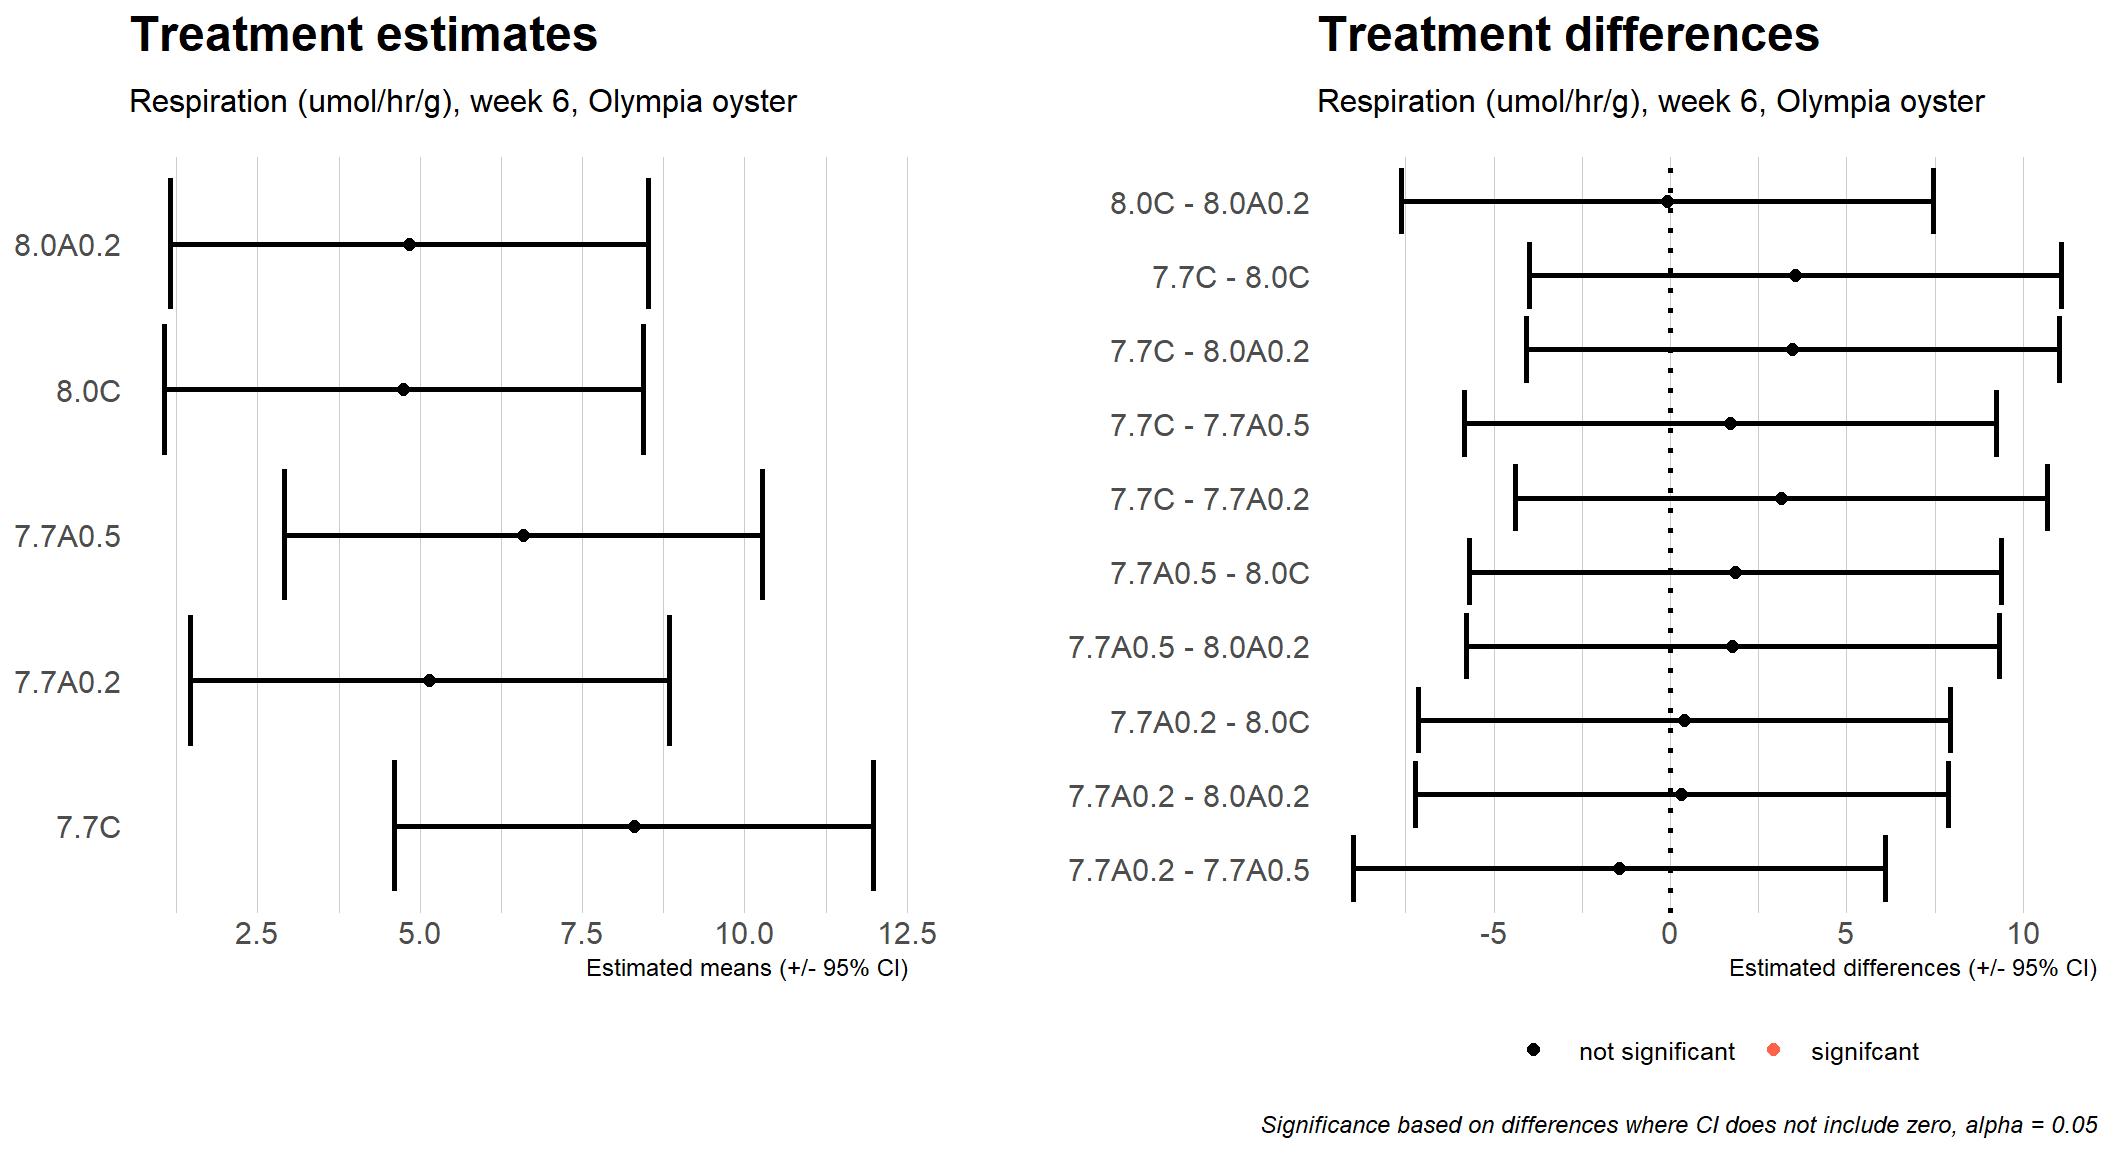 Treatment estimates
Respiration (umol/hr/g), week 6, Olympia oyster
8.0A0.2
8.0C
7.7A0.5
7.7A0.2
7.7C
2.5 5.0 7.5 10.0 12.5
Estimated means (+/- 95% CI)
Treatment differences
Respiration (umol/hr/g), week 6, Olympia oyster
8.0C - 8.0A0.2
7.7C - 8.0C
7.7C - 8.0A0.2
7.7C - 7.7A0.5
7.7C - 7.7A0.2
7.7A0.5 - 8.0C
7.7A0.5 - 8.0A0.2
7.7A0.2 - 8.0C
7.7A0.2 - 8.0A0.2
7.7A0.2 - 7.7A0.5
-5 0 5 10
Estimated differences (+/- 95% CI)
not significant signifcant
Significance based on differences where CI does not include zero, alpha = 0.05